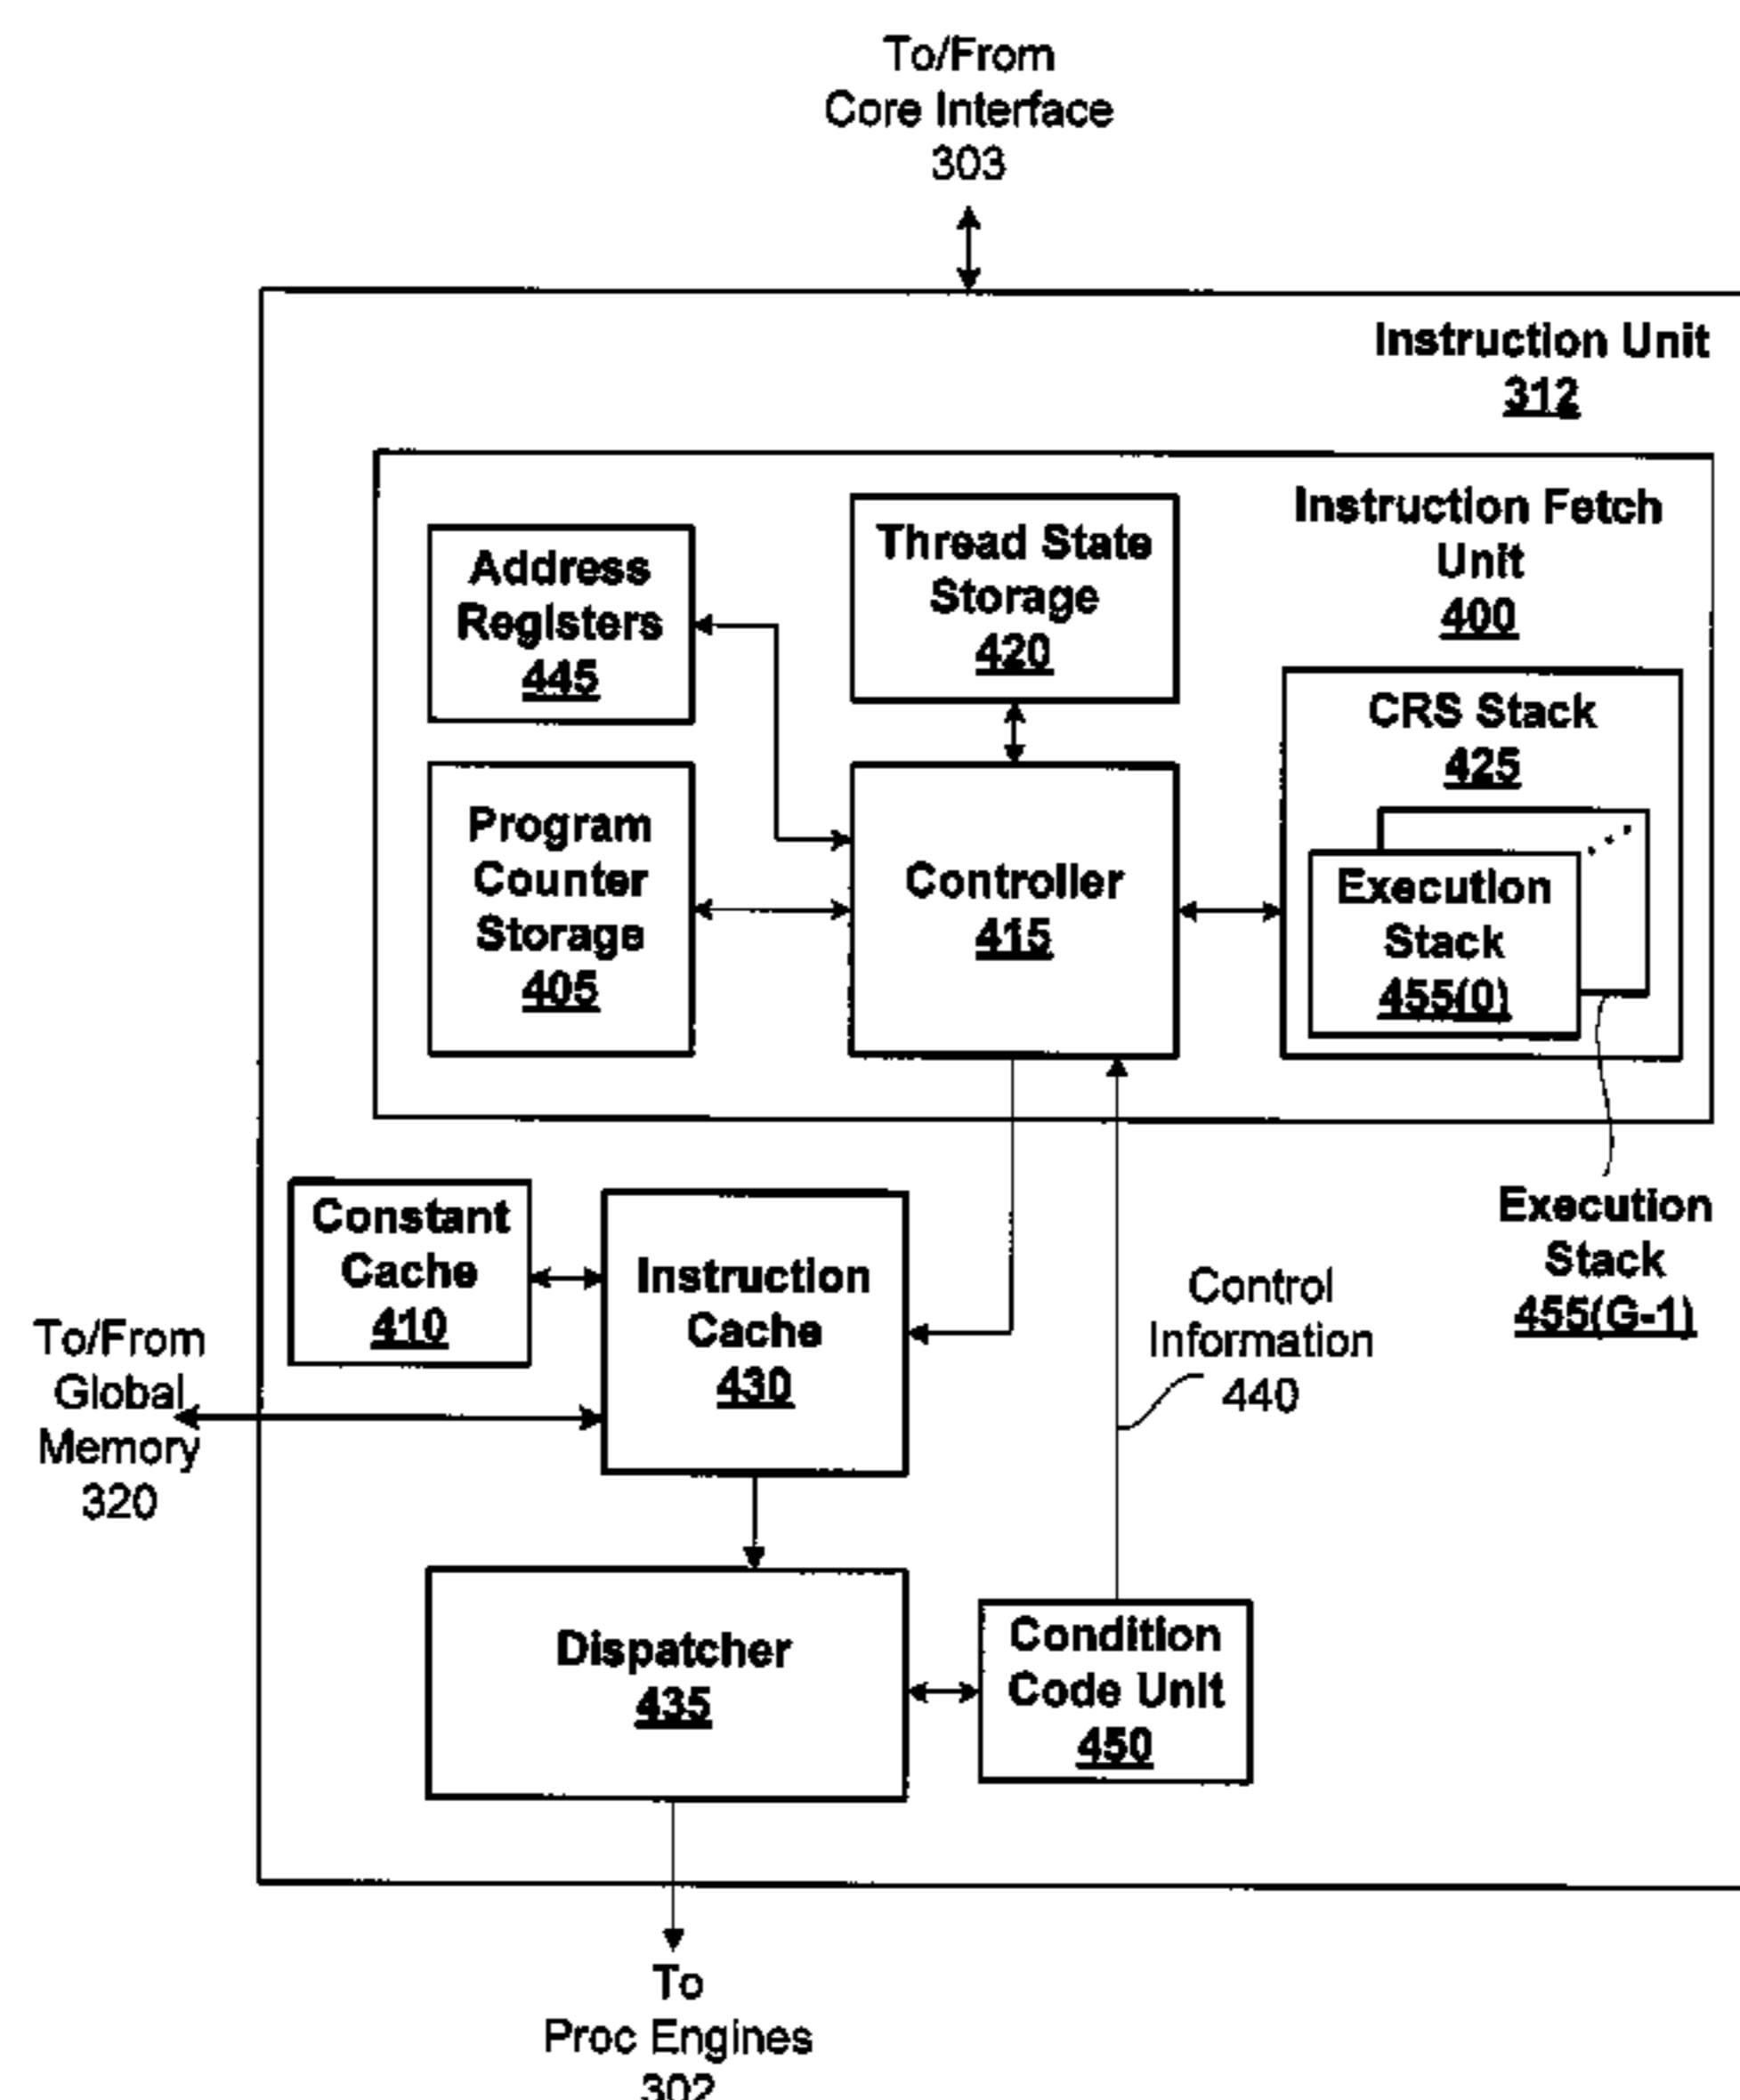 To/From
Core Interface
303
Instruction Unit
312
Instruction Fetch
Unit
400
Address
Registers
445
Thread State
Storage
420
CRS Stack
425
Program
Counter
Storage
405
Controller
415
Execution
Stack
455(0)
Execution
Stack
455(G-1)
Constant
Cache
410
Instruction
Cache
430
Control
Information
440
To/From
Global
Memory
320
Dispatcher
435
Condition
Code Unit
450
To
Proc Engines
302